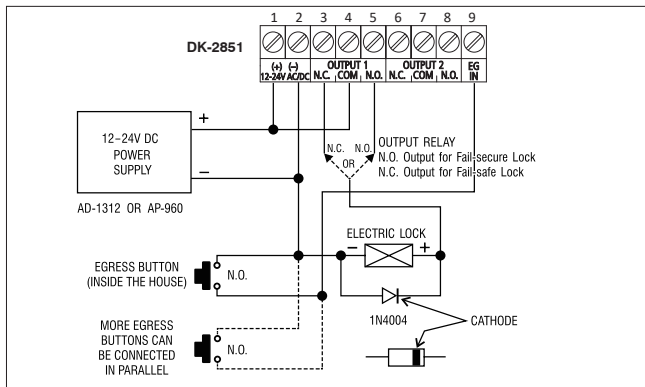 1 2 3 4 5 6 7 8 9
DK-2851
(+) (–) OUTPUT 1 OUTPUT 2 EG
12-24V AC/DC N.C. COM N.O. N.C. COM N.O. IN
+
12–24V DC
POWER
SUPPLY
–
AD-1312 OR AP-960
N.C. N.O.
OR
OUTPUT RELAY
N.O. Output for Fail-secure Lock
N.C. Output for Fail-safe Lock
ELECTRIC LOCK
– +
EGRESS BUTTON
(INSIDE THE HOUSE)
N.O.
1N4004
CATHODE
MORE EGRESS
BUTTONS CAN
BE CONNECTED
IN PARALLEL
N.O.